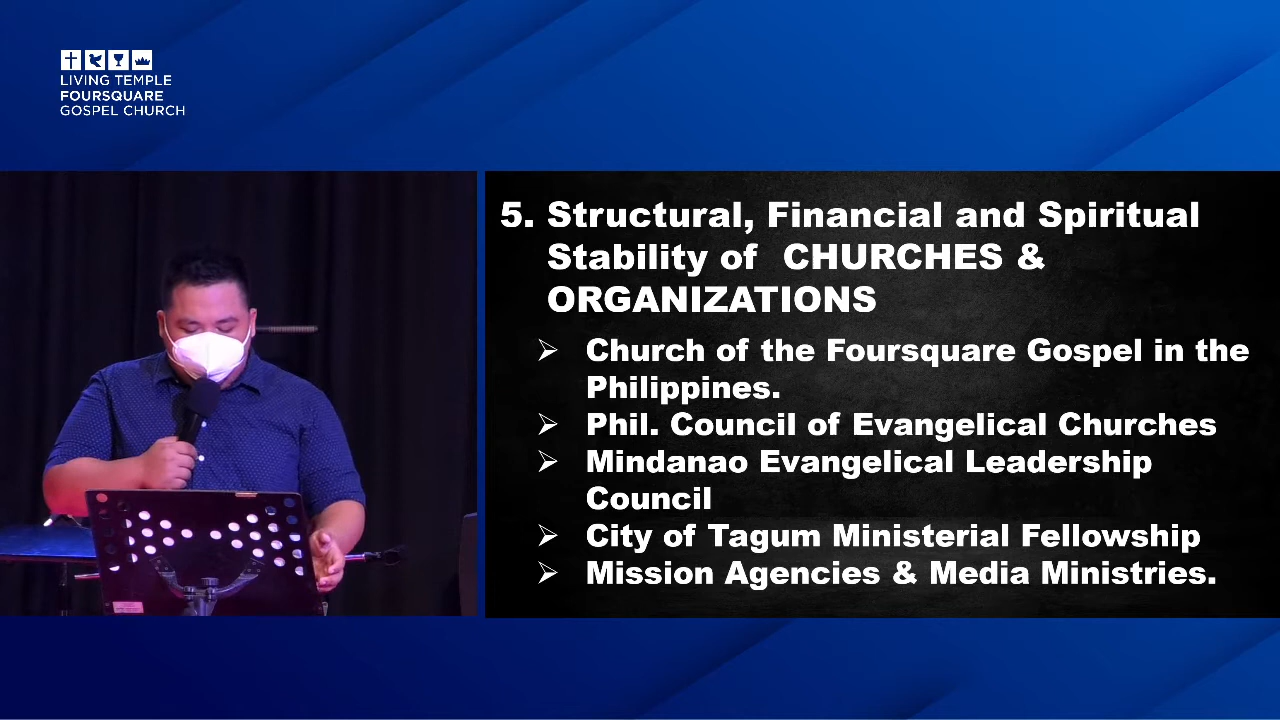 LIVING TEMPLE
FOURSQUARE
GOSPEL CHURCH
5. Structural, Financial and Spiritual
Stability of CHURCHES &
ORGANIZATIONS
➢ Church of the Foursquare Gospel in the
Philippines.
➢ Phil. Council of Evangelical Churches
➢ Mindanao Evangelical Leadership
Council
➢ City of Tagum Ministerial Fellowship
➢ Mission Agencies & Media Ministries.